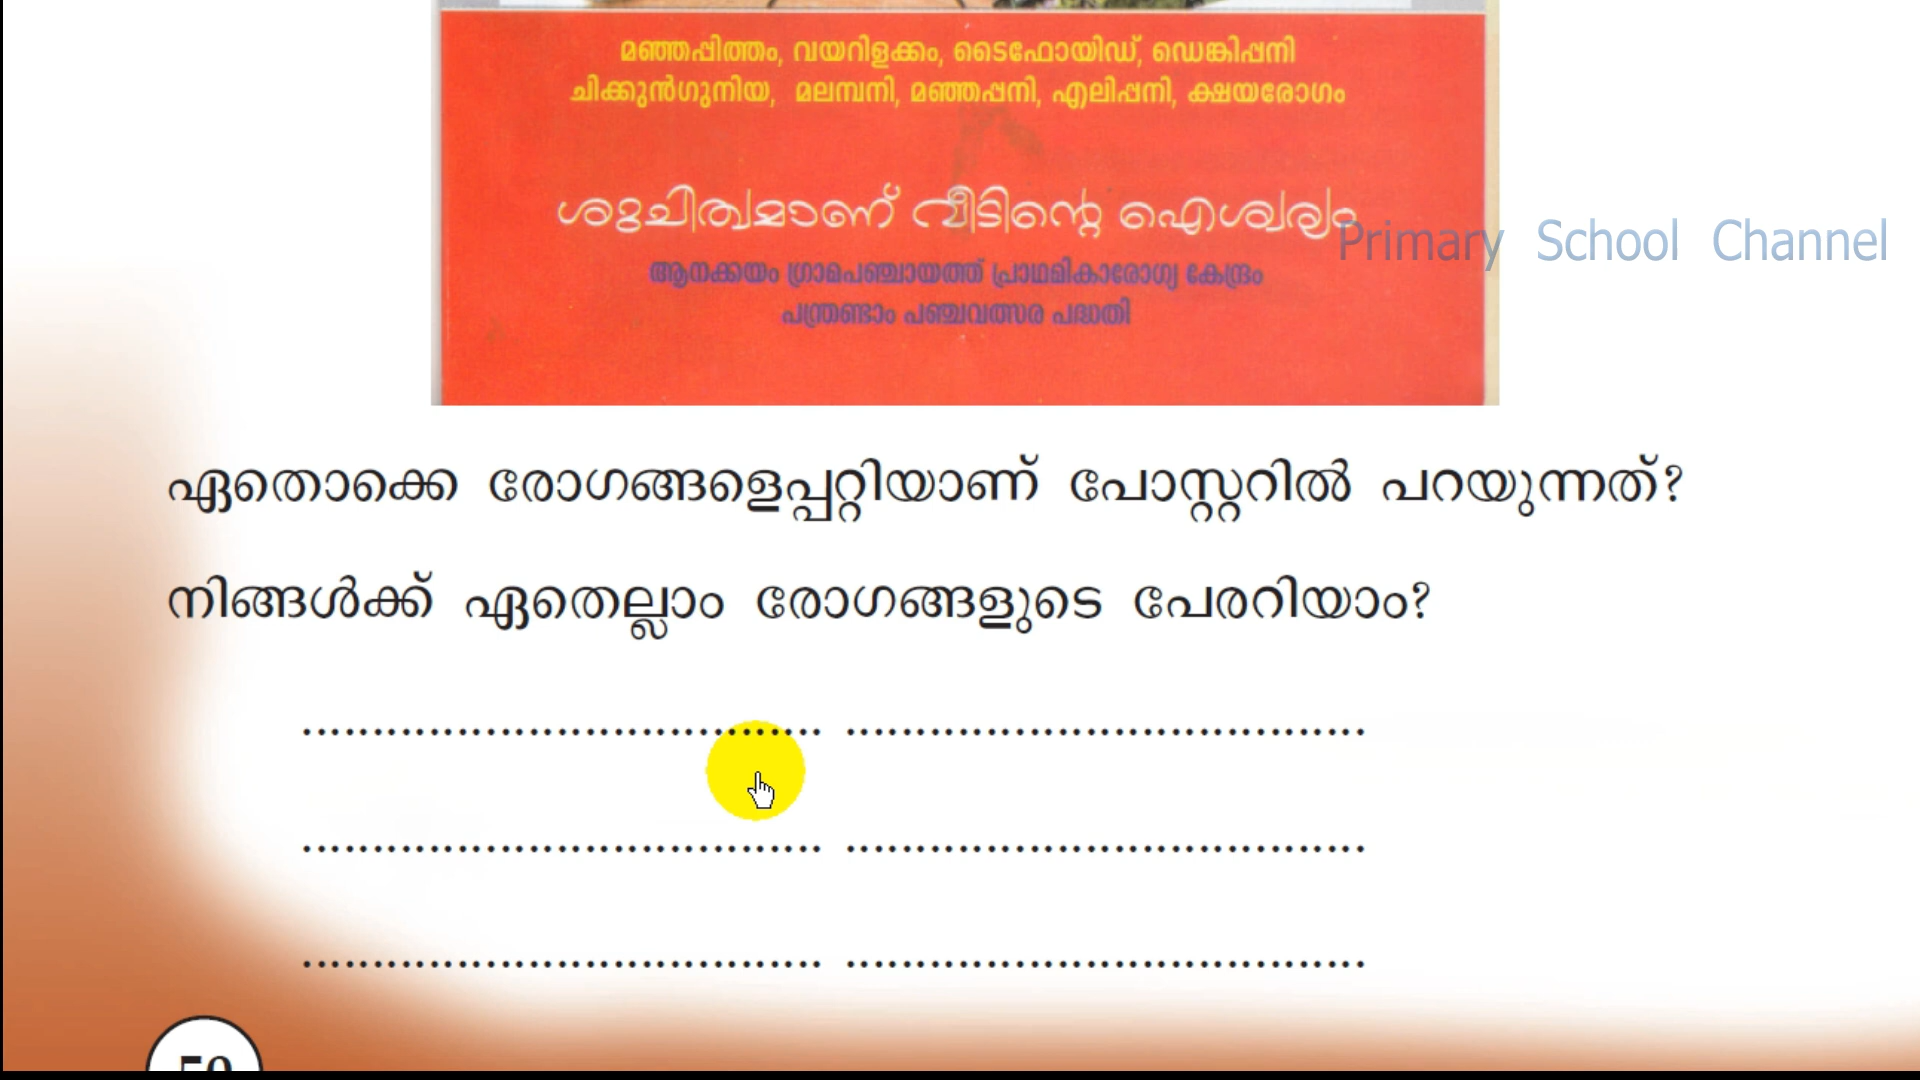 മഞ്ഞപ്പിത്തം, വയറിളക്കം, ടൈഫോയിഡ്, ഡെങ്കിപ്പനി
ചിക്കുൻഗുനിയ, മലമ്പനി, മഞ്ഞപ്പനി, എലിപ്പനി, ക്ഷയരോഗം
ശുചിത്വമാണ് വീടിന്റെ ഐശ്വര്യം
Primary School Channel
ആനക്കയം ഗ്രാമപഞ്ചായത്ത് പ്രാഥമികാരോഗ്യ കേന്ദ്രം
പന്ത്രണ്ടാം പഞ്ചവത്സര പദ്ധതി
ഏതൊക്കെ രോഗങ്ങളെപ്പറ്റിയാണ് പോസ്റ്ററിൽ പറയുന്നത്?
നിങ്ങൾക്ക് ഏതെല്ലാം രോഗങ്ങളുടെ പേരറിയാം?
.................................... ....................................
.................................... ....................................
.................................... ....................................